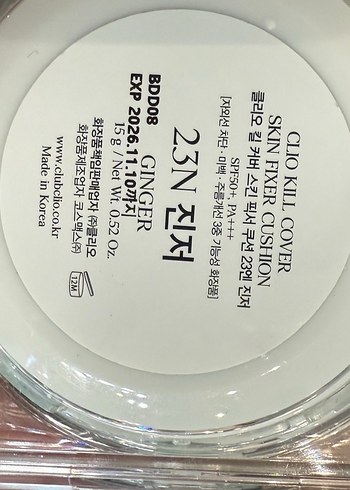 CLIO KILL COVER
SKIN FIXER CUSHION
클리오 킬 커버 스킨 픽서 쿠션 23엔 진저
SPF50+, PA+++
[자외선 차단·미백·주름개선 3중 기능성 화장품]
23N 진저
GINGER
15 g / Net Wt. 0.52 Oz.
BDD08
EXP 2026.11.10까지
화장품책임판매업자 ㈜클리오
화장품제조업자 코스맥스㈜
www.clubclio.co.kr
Made in Korea
12M